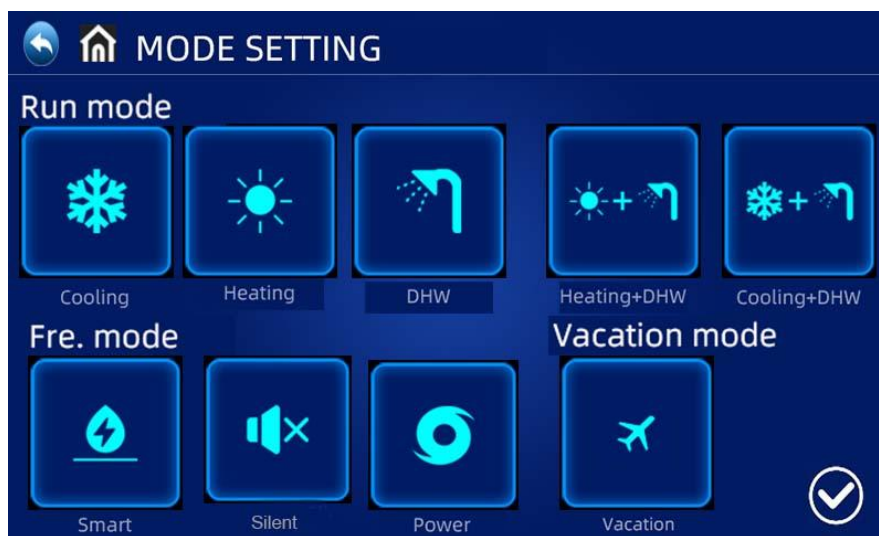 MODE SETTING
Run mode
Cooling Heating DHW Heating+DHW Cooling+DHW
Fre. mode Vacation mode
Smart Silent Power Vacation